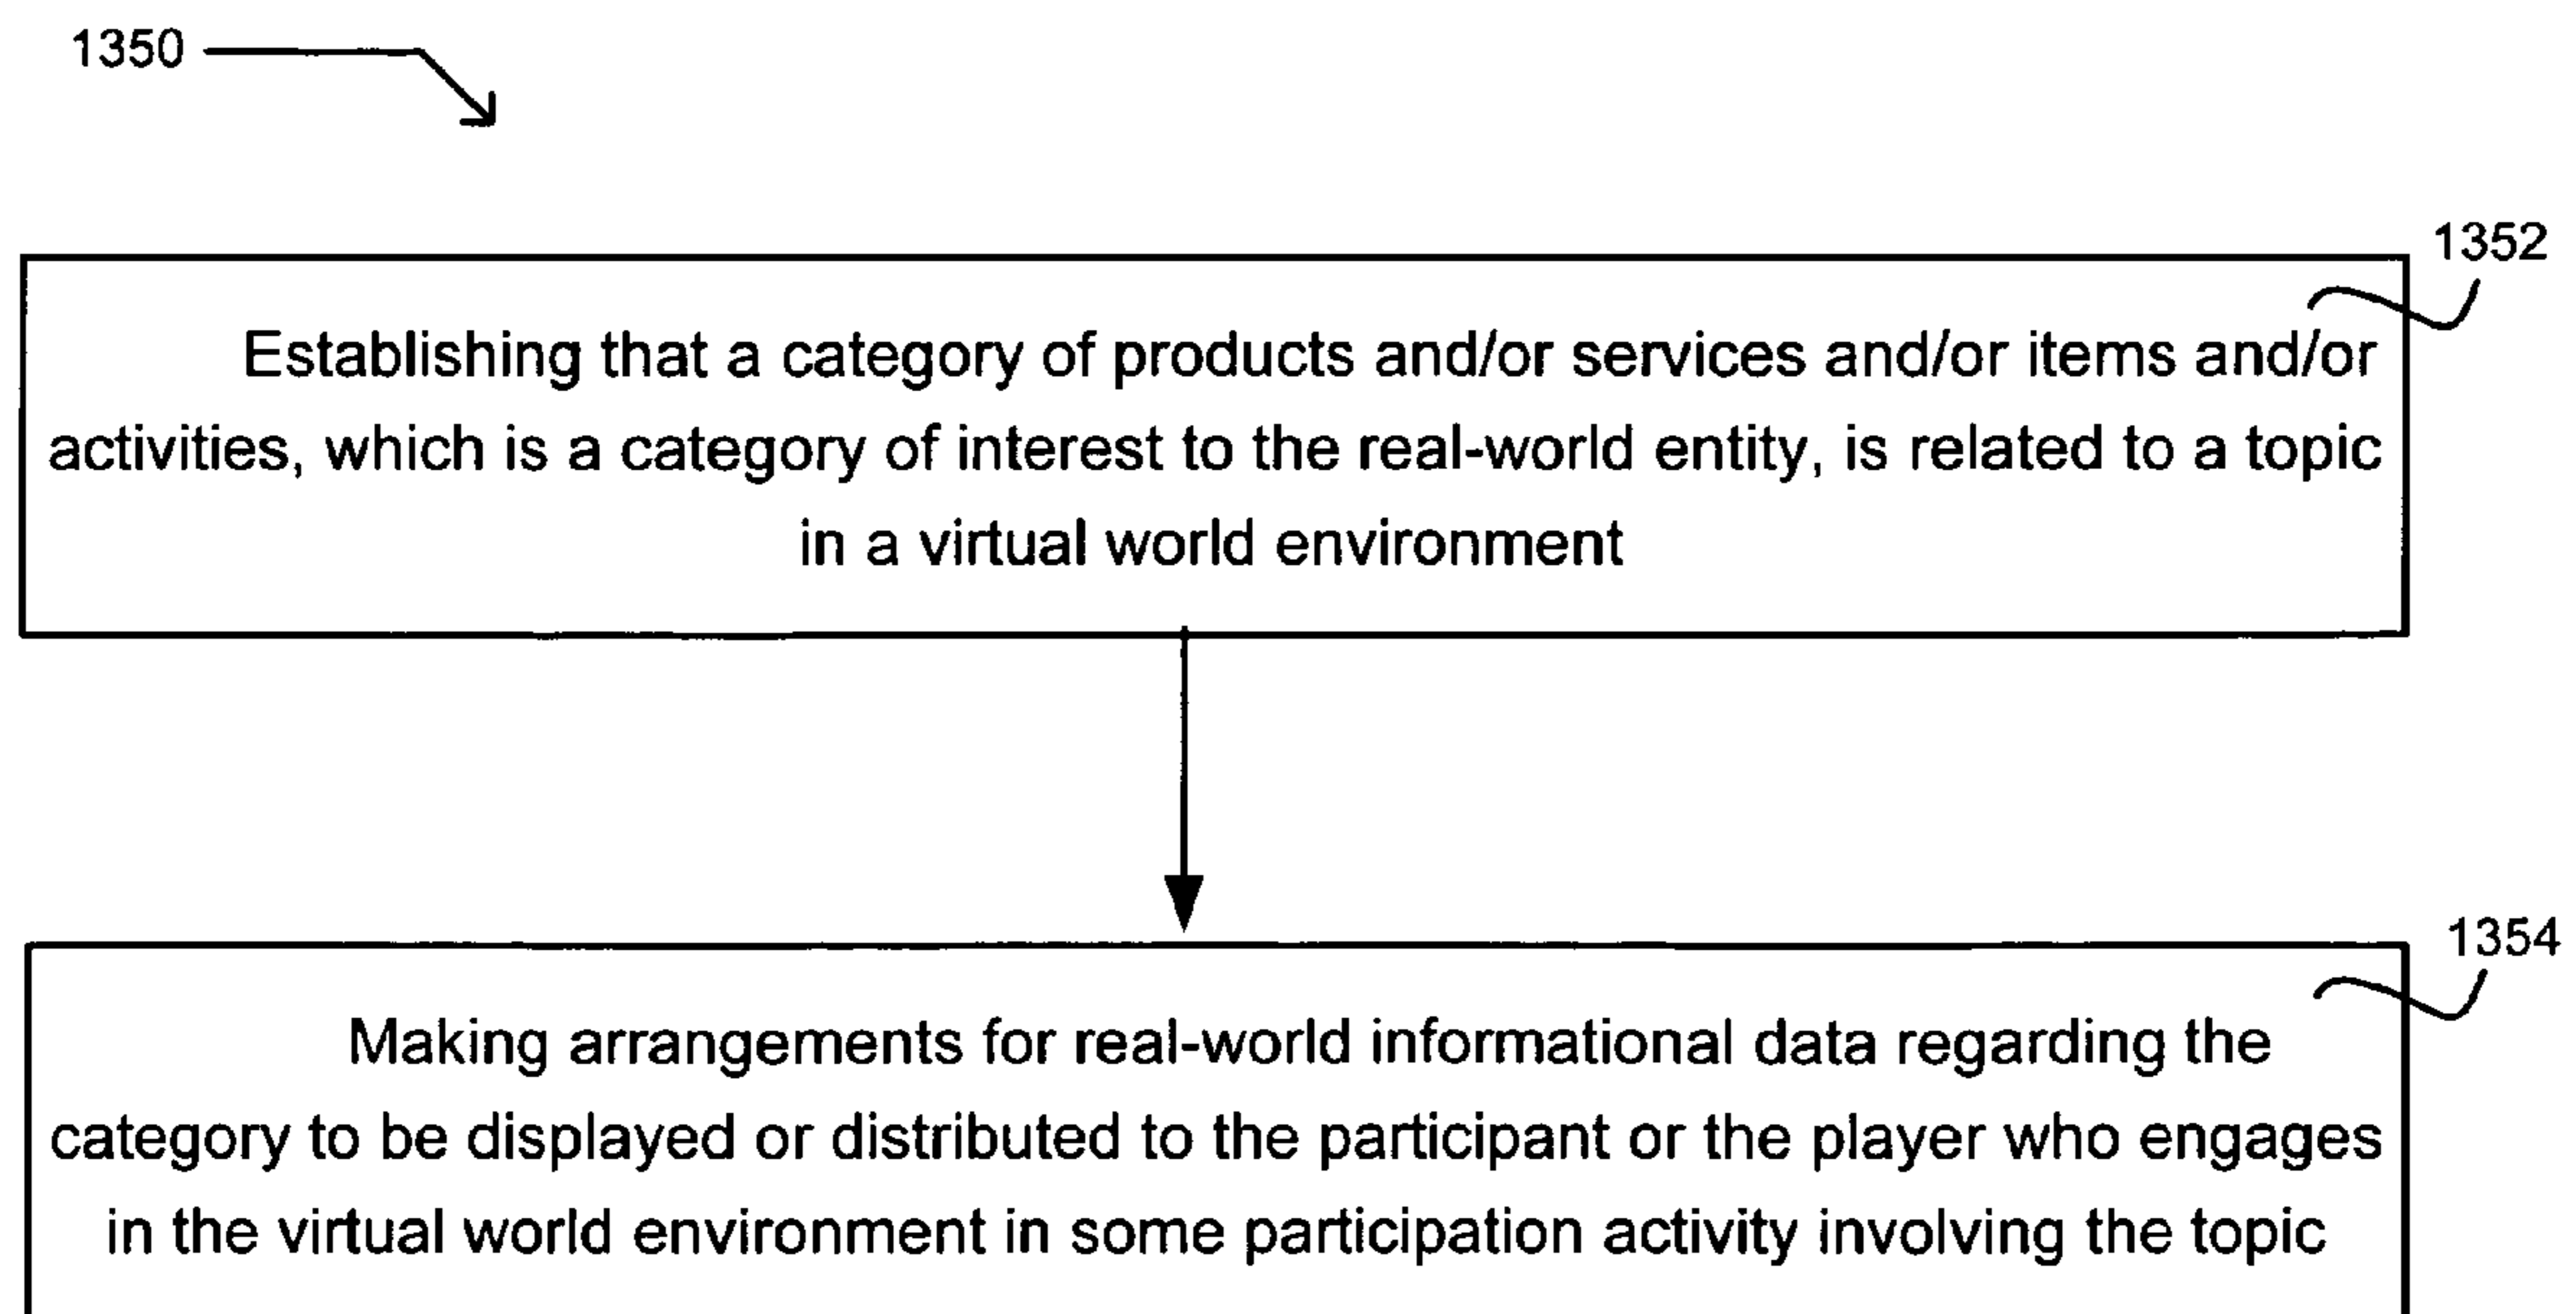 1350
1352
Establishing that a category of products and/or services and/or items and/or
activities, which is a category of interest to the real-world entity, is related to a topic
in a virtual world environment
1354
Making arrangements for real-world informational data regarding the
category to be displayed or distributed to the participant or the player who engages
in the virtual world environment in some participation activity involving the topic